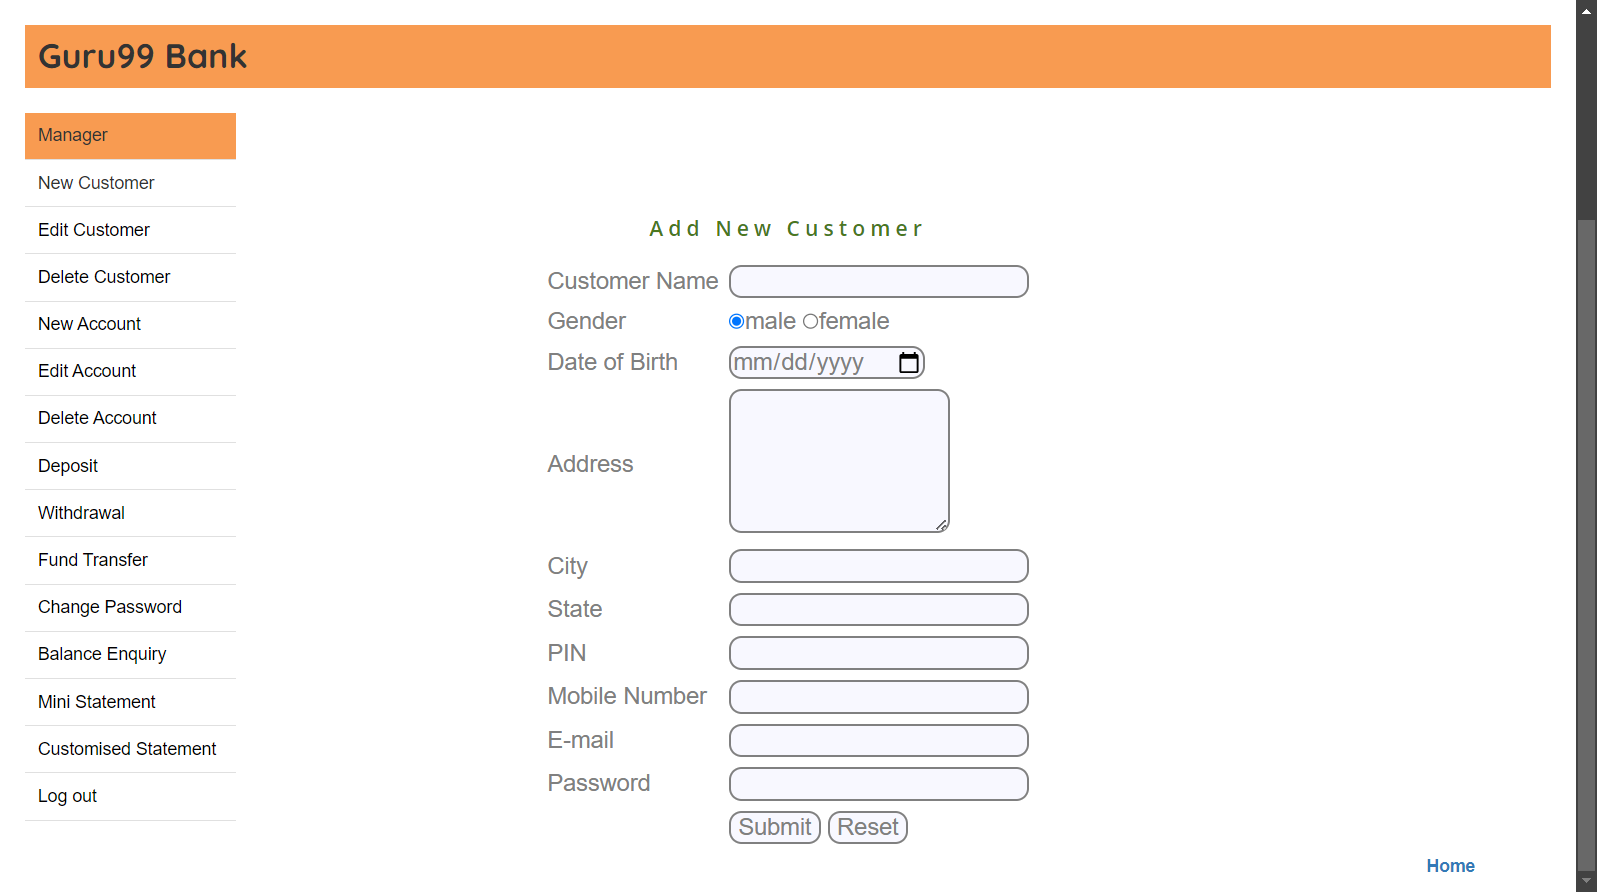 Guru99 Bank
Manager
New Customer
Edit Customer
Delete Customer
New Account
Edit Account
Delete Account
Deposit
Withdrawal
Fund Transfer
Change Password
Balance Enquiry
Mini Statement
Customised Statement
Log out
Add New Customer
Customer Name
Gender male female
Date of Birth mm/dd/yyyy
Address
City
State
PIN
Mobile Number
E-mail
Password
Submit Reset
Home